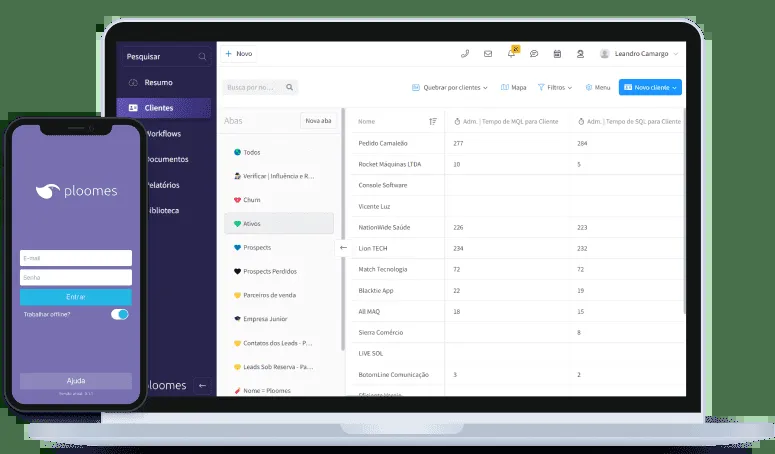 Pesquisar
Novo
Leandro Camargo
Resumo
Clientes
Workflows
Documentos
Relatórios
Biblioteca
ploomes
Busca por no...
Quebrar por clientes
Mapa
Filtros
Menu
Novo cliente
Abas
Nova aba
Todos
Verificar | Influência e R...
Churn
Ativos
Prospects
Prospects Perdidos
Parceiros de venda
Empresa Junior
Contatos dos Leads - P...
Leads Sob Reserva - Pa...
Nome = Ploomes
Nome Adm. | Tempo de MQL para Cliente Adm. | Tempo de SQL para Cliente
Pedido Camaleão 277 284
Rocket Máquinas LTDA 10 5
Console Software
Vicente Luz
NationWide Saúde 226 223
Lion TECH 234 232
Match Tecnologia 72 72
Blacktie App 22 19
All MAQ 18 15
Sierra Comércio 8
LIVE SOL
BotomLine Comunicação 3 2
ploomes
E-mail
Senha
Entrar
Trabalhar offline?
Ajuda